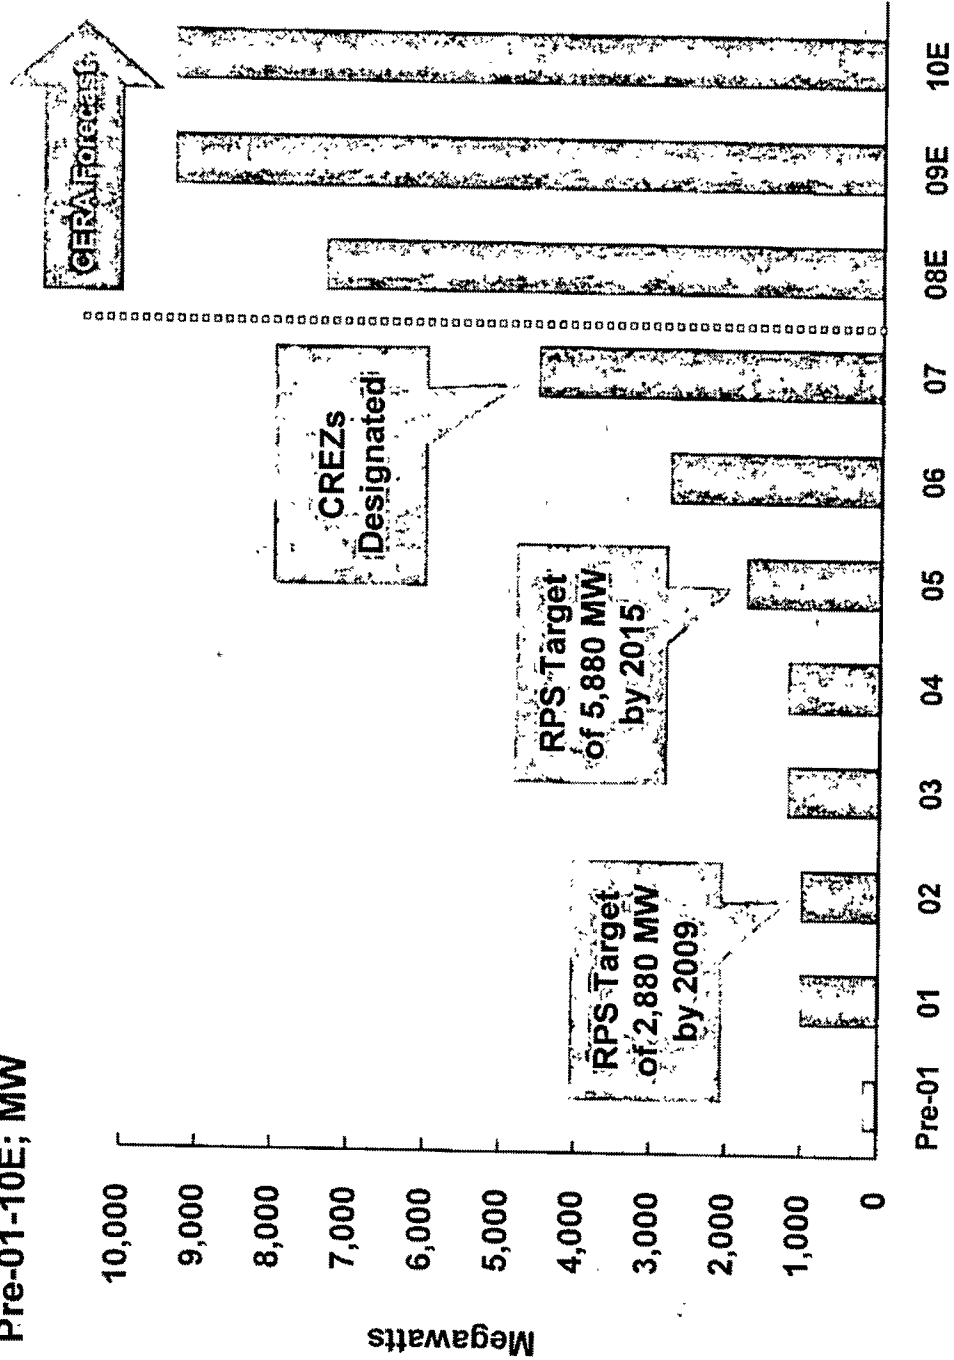 Pre-01-10E; MW
CERA Forecast
CREZs
Designated
RPS Target
of 5,880 MW
by 2015
RPS Target
of 2,880 MW
by 2009
Megawatts
10,000
9,000
8,000
7,000
6,000
5,000
4,000
3,000
2,000
1,000
0
Pre-01 01 02 03 04 05 06 07 08E 09E 10E